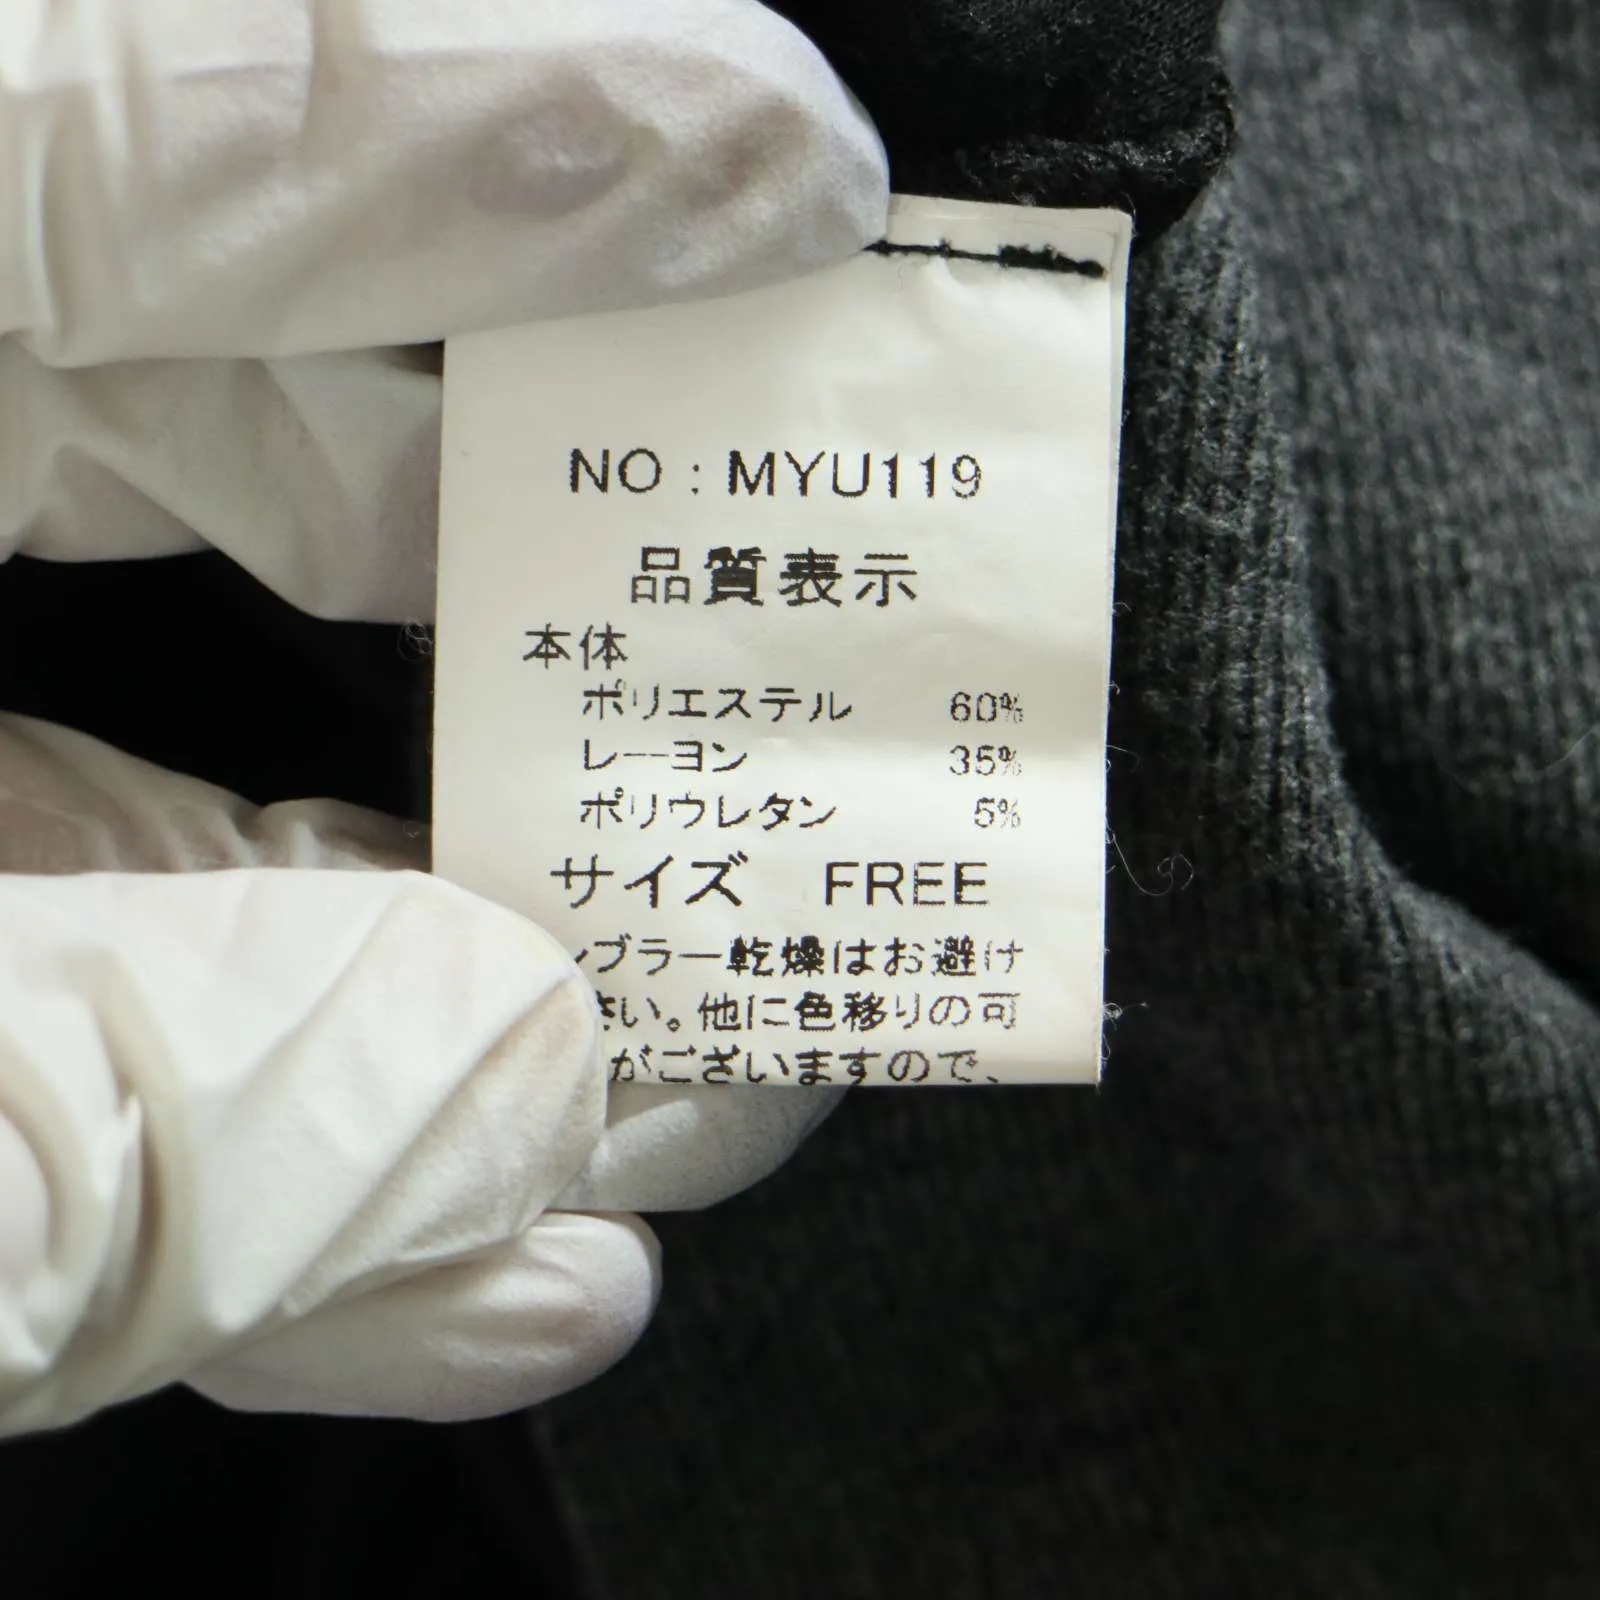 NO : MYU119
品質表示
本体
ポリエステル 60%
レーヨン 35%
ポリウレタン 5%
サイズ FREE
ンブラー乾燥はお避け
さい。他に色移りの可
がございますので、